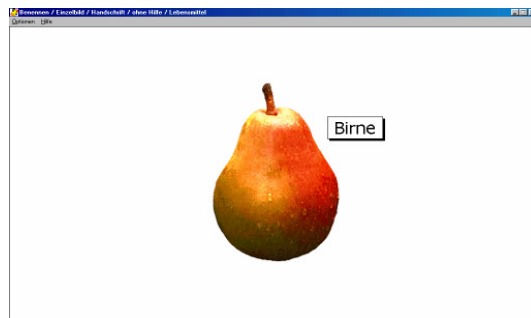 Benennen / Einzelbild / Handschrift / ohne Hilfe / Lebensmittel
Optionen Hilfe
Birne